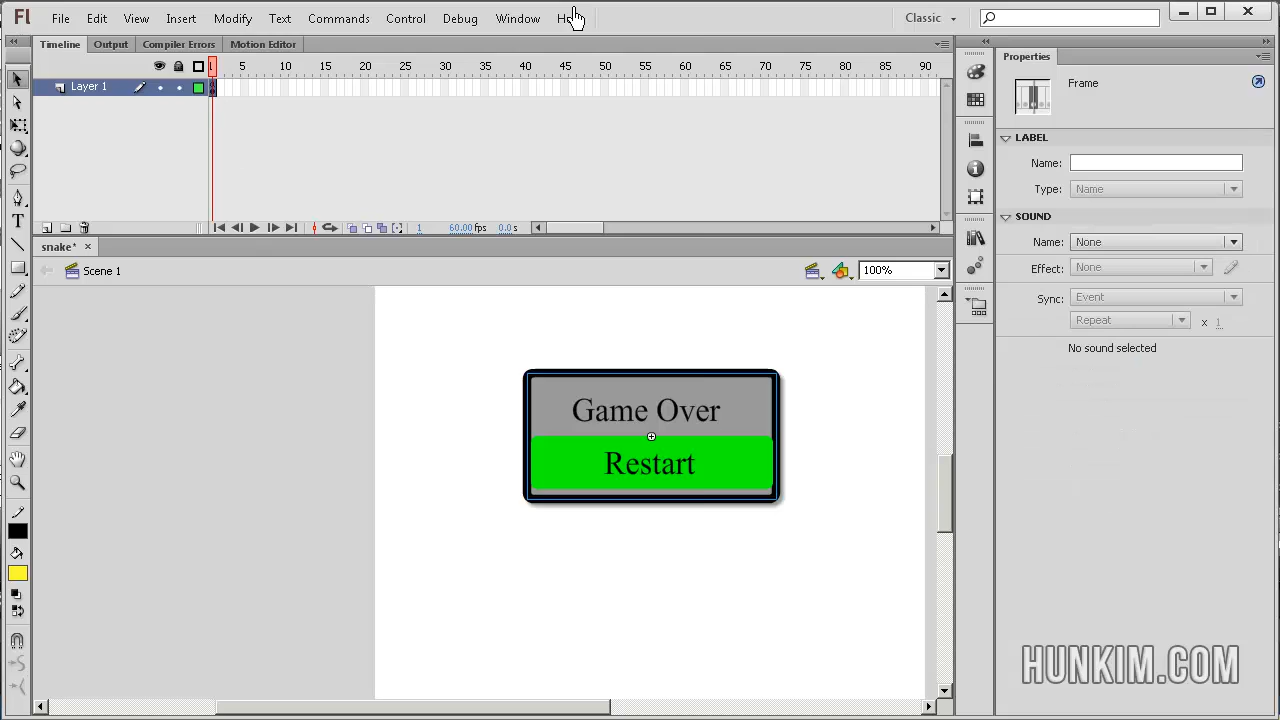 Fl File Edit View Insert Modify Text Commands Control Debug Window Classic
Timeline Output Compiler Errors Motion Editor
1 5 10 15 20 25 30 35 40 45 50 55 60 65 70 75 80 85 90
Layer 1
1 60.00 fps 0.0 s
snake* ×
Scene 1 100%
Game Over
Restart
Properties
Frame
LABEL
Name:
Type: Name
SOUND
Name: None
Effect: None
Sync: Event
Repeat x 1
No sound selected
T
HUNKIM.COM